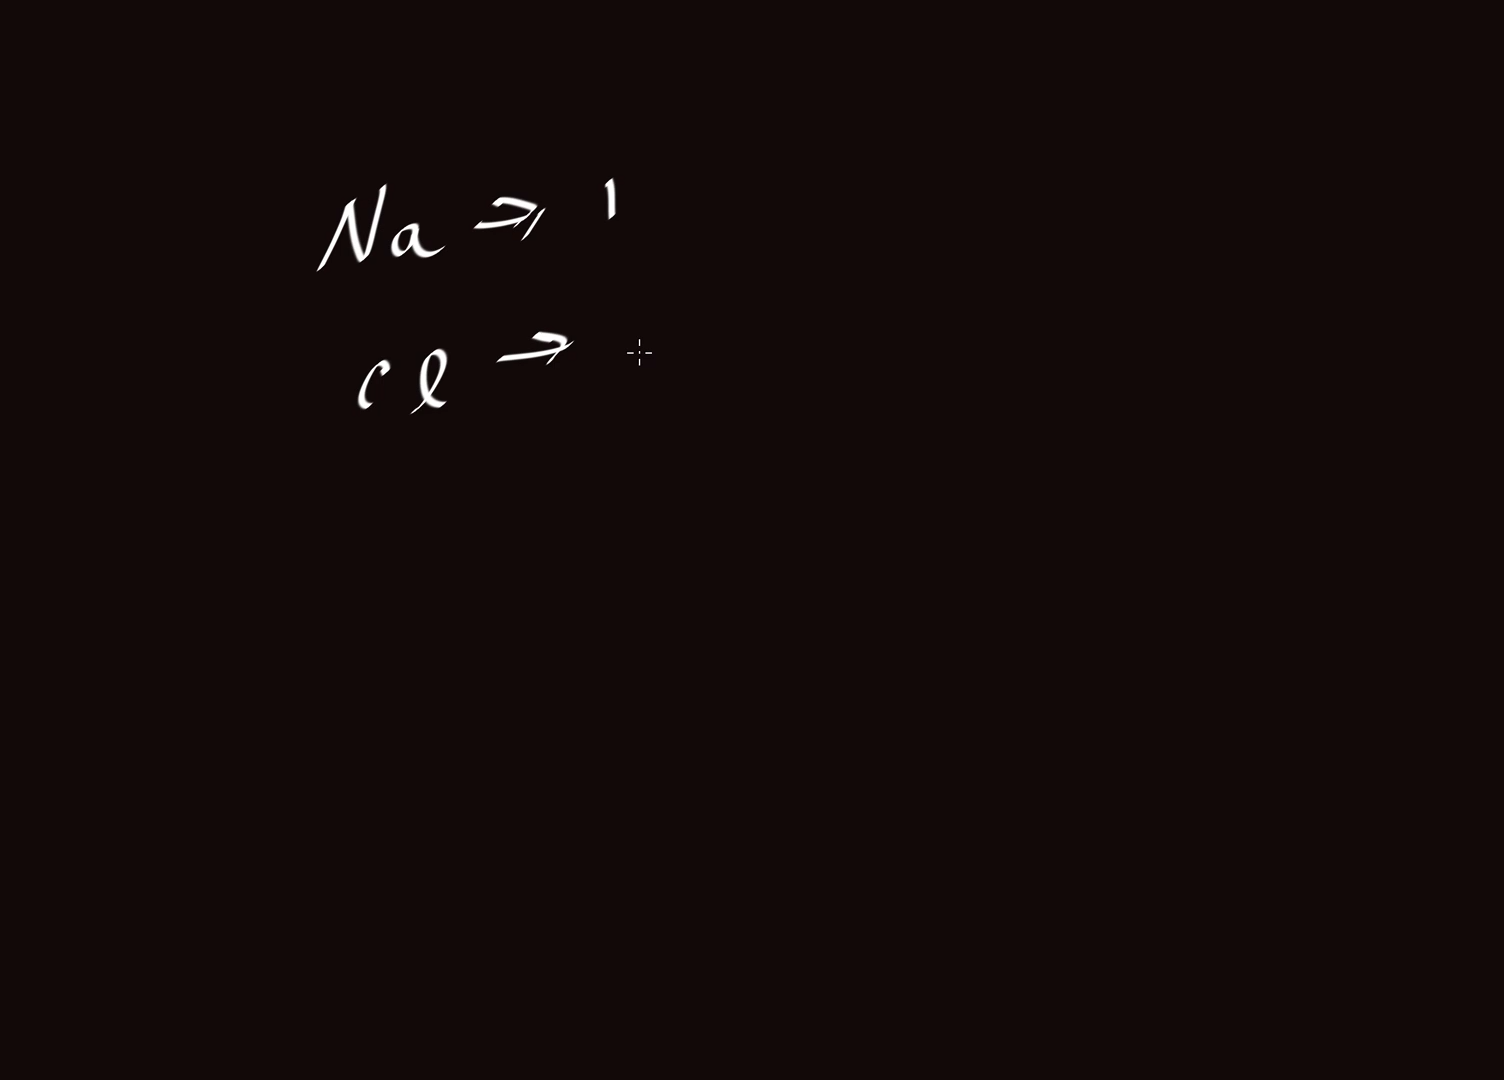 Na → 1
Cl →